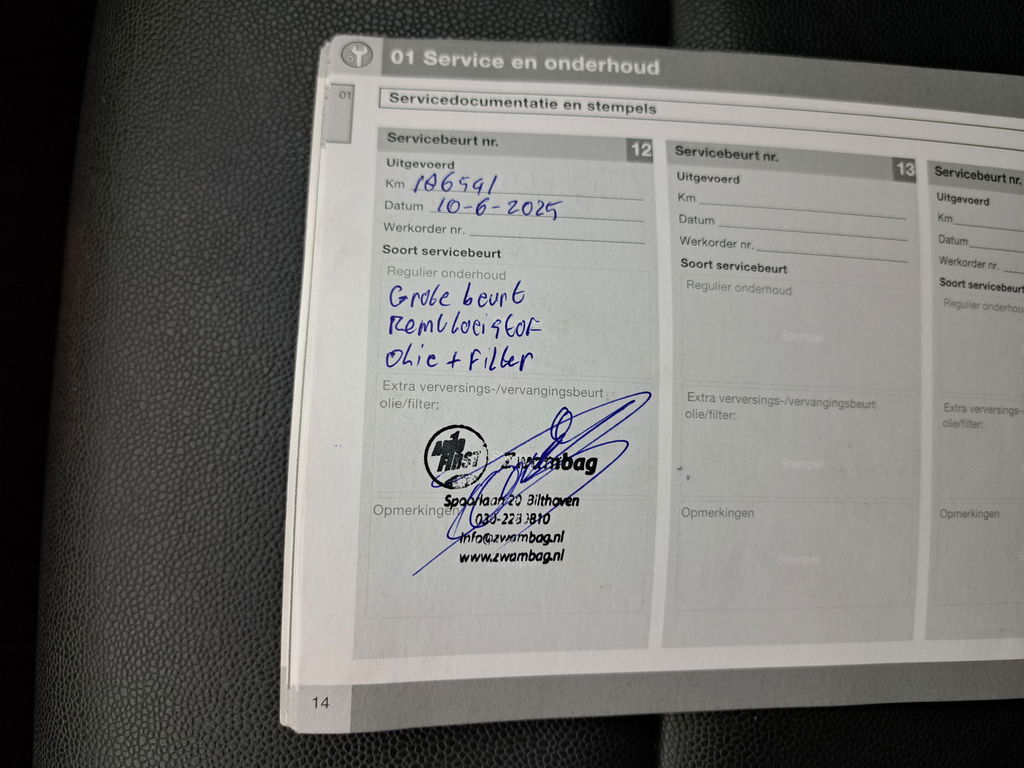 01 Service en onderhoud
01
Servicedocumentatie en stempels
Servicebeurt nr. 12
Uitgevoerd
Km 186591
Datum 10-6-2025
Werkorder nr.
Soort servicebeurt
Regulier onderhoud
Grote beurt
Remvloeistof
Olie + Filter
Extra verversings-/vervangingsbeurt
olie/filter:
Zwambag
Spoorlaan 20 Bilthoven
Opmerkingen
info@zwambag.nl
www.zwambag.nl
Servicebeurt nr. 13
Uitgevoerd
Km
Datum
Werkorder nr.
Soort servicebeurt
Regulier onderhoud
Stempel
Extra verversings-/vervangingsbeurt
olie/filter:
Stempel
Opmerkingen
Stempel
Servicebeurt nr.
Uitgevoerd
Km
Datum
Werkorder nr.
Soort servicebeurt
Regulier onderhou
Extra verversings-
olie/filter:
Opmerkingen
14